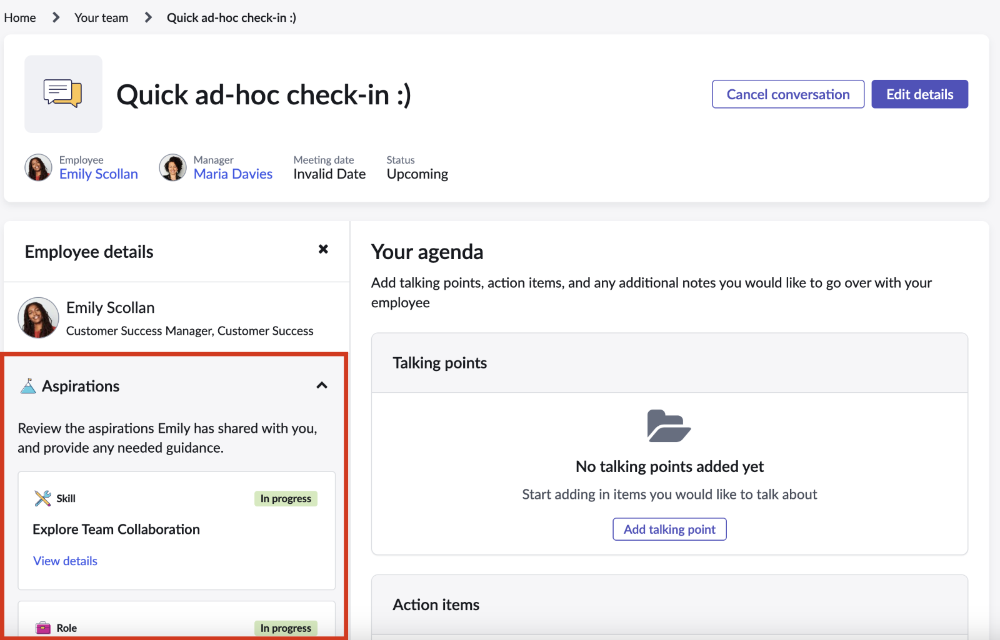 Home
Your team
Quick ad-hoc check-in :)
Quick ad-hoc check-in :)
Cancel conversation
Edit details
Employee
Emily Scollan
Manager
Maria Davies
Meeting date
Invalid Date
Status
Upcoming
Employee details
Emily Scollan
Customer Success Manager, Customer Success
Aspirations
Review the aspirations Emily has shared with you,
and provide any needed guidance.
Skill
In progress
Explore Team Collaboration
View details
Role
In progress
Your agenda
Add talking points, action items, and any additional notes you would like to go over with your
employee
Talking points
No talking points added yet
Start adding in items you would like to talk about
Add talking point
Action items